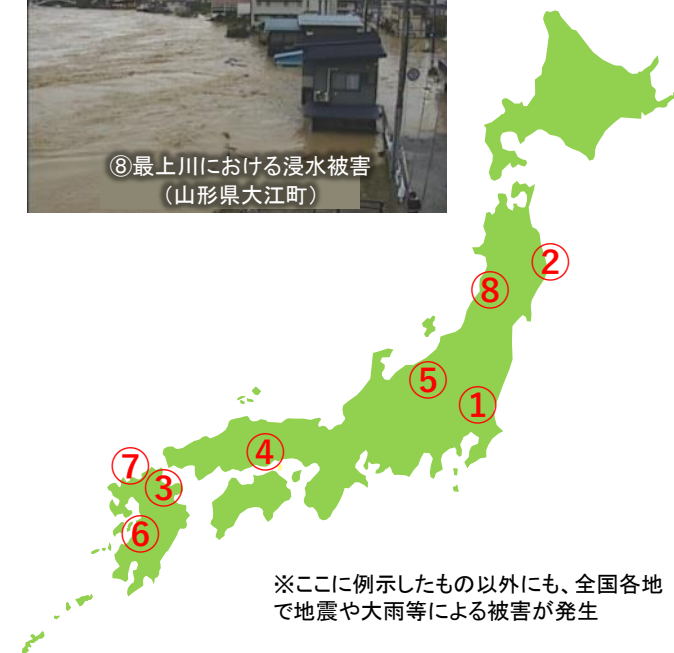 ⑧最上川における浸水被害
(山形県大江町)
②
⑧
⑤
①
④
⑦
③
⑥
※ここに例示したもの以外にも、全国各地
で地震や大雨等による被害が発生